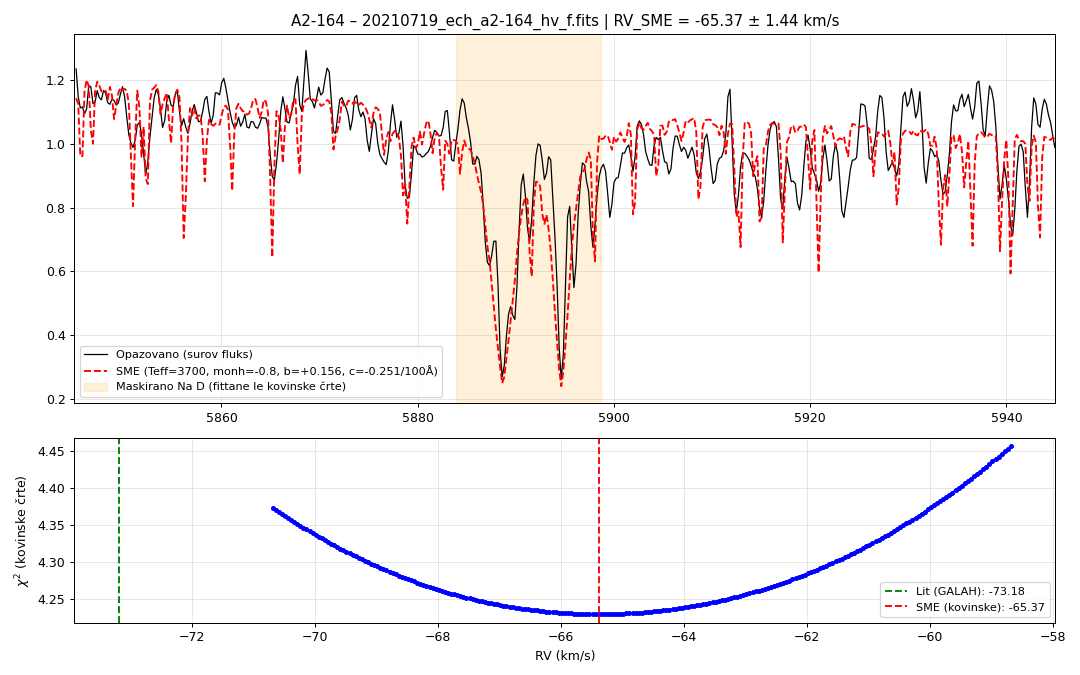 A2-164 – 20210719_ech_a2-164_hv_f.fits | RV_SME = -65.37 ± 1.44 km/s
1.2
1.0
0.8
0.6
0.4
0.2
Opazovano (surov fluks)
SME (Teff=3700, monh=-0.8, b=+0.156, c=-0.251/100Å)
Maskirano Na D (fittane le kovinske črte)
5860 5880 5900 5920 5940
χ² (kovinske črte)
4.45
4.40
4.35
4.30
4.25
Lit (GALAH): -73.18
SME (kovinske): -65.37
−72 −70 −68 −66 −64 −62 −60 −58
RV (km/s)